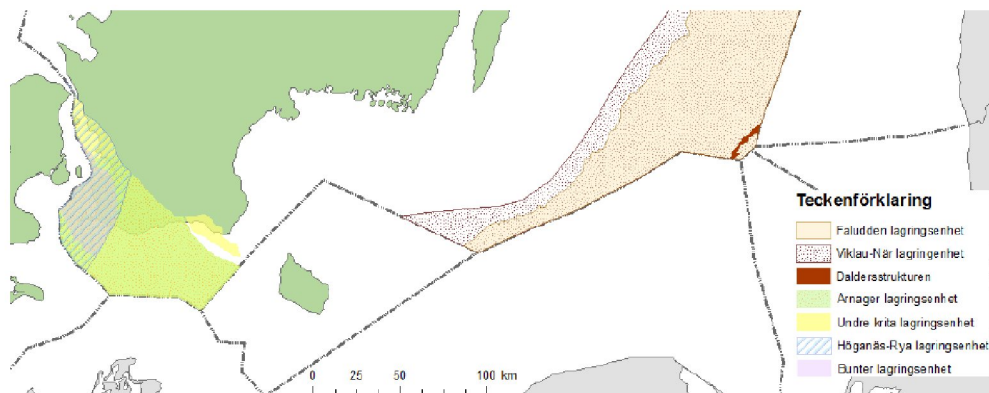 Teckenförklaring
Faludden lagringsenhet
Viklau-När lagringenhet
Daldersstrukturen
Arnager lagringsenhet
Undre krita lagringsenhet
Höganäs-Rya lagringsenhet
Bunter lagringsenhet
0 25 50 100 km